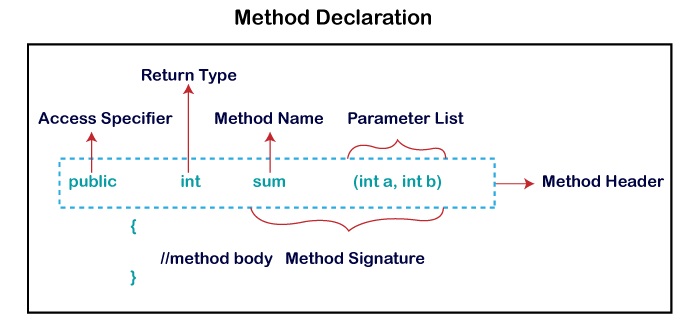 Method Declaration
Return Type
Access Specifier Method Name Parameter List
public int sum (int a, int b) Method Header
{
//method body Method Signature
}